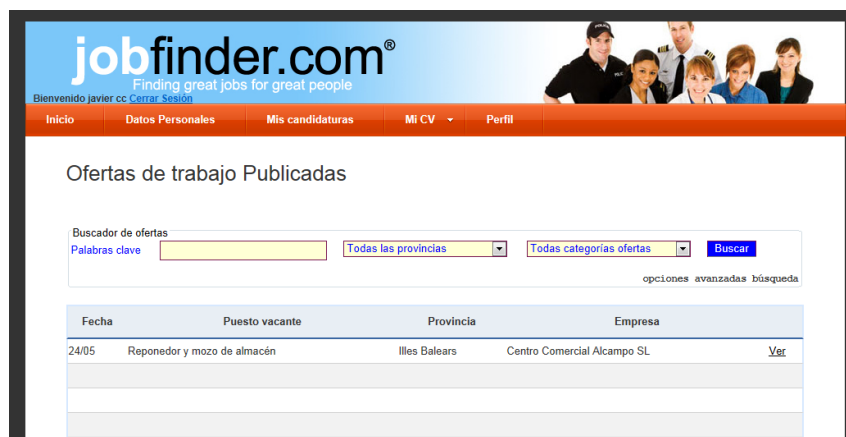 jobfinder.com®
Finding great jobs for great people
Bienvenido javier cc Cerrar Sesión
Inicio Datos Personales Mis candidaturas Mi CV Perfil
Ofertas de trabajo Publicadas
Buscador de ofertas
Palabras clave Todas las provincias Todas categorías ofertas Buscar
opciones avanzadas búsqueda
Fecha Puesto vacante Provincia Empresa
24/05 Reponedor y mozo de almacén Illes Balears Centro Comercial Alcampo SL Ver